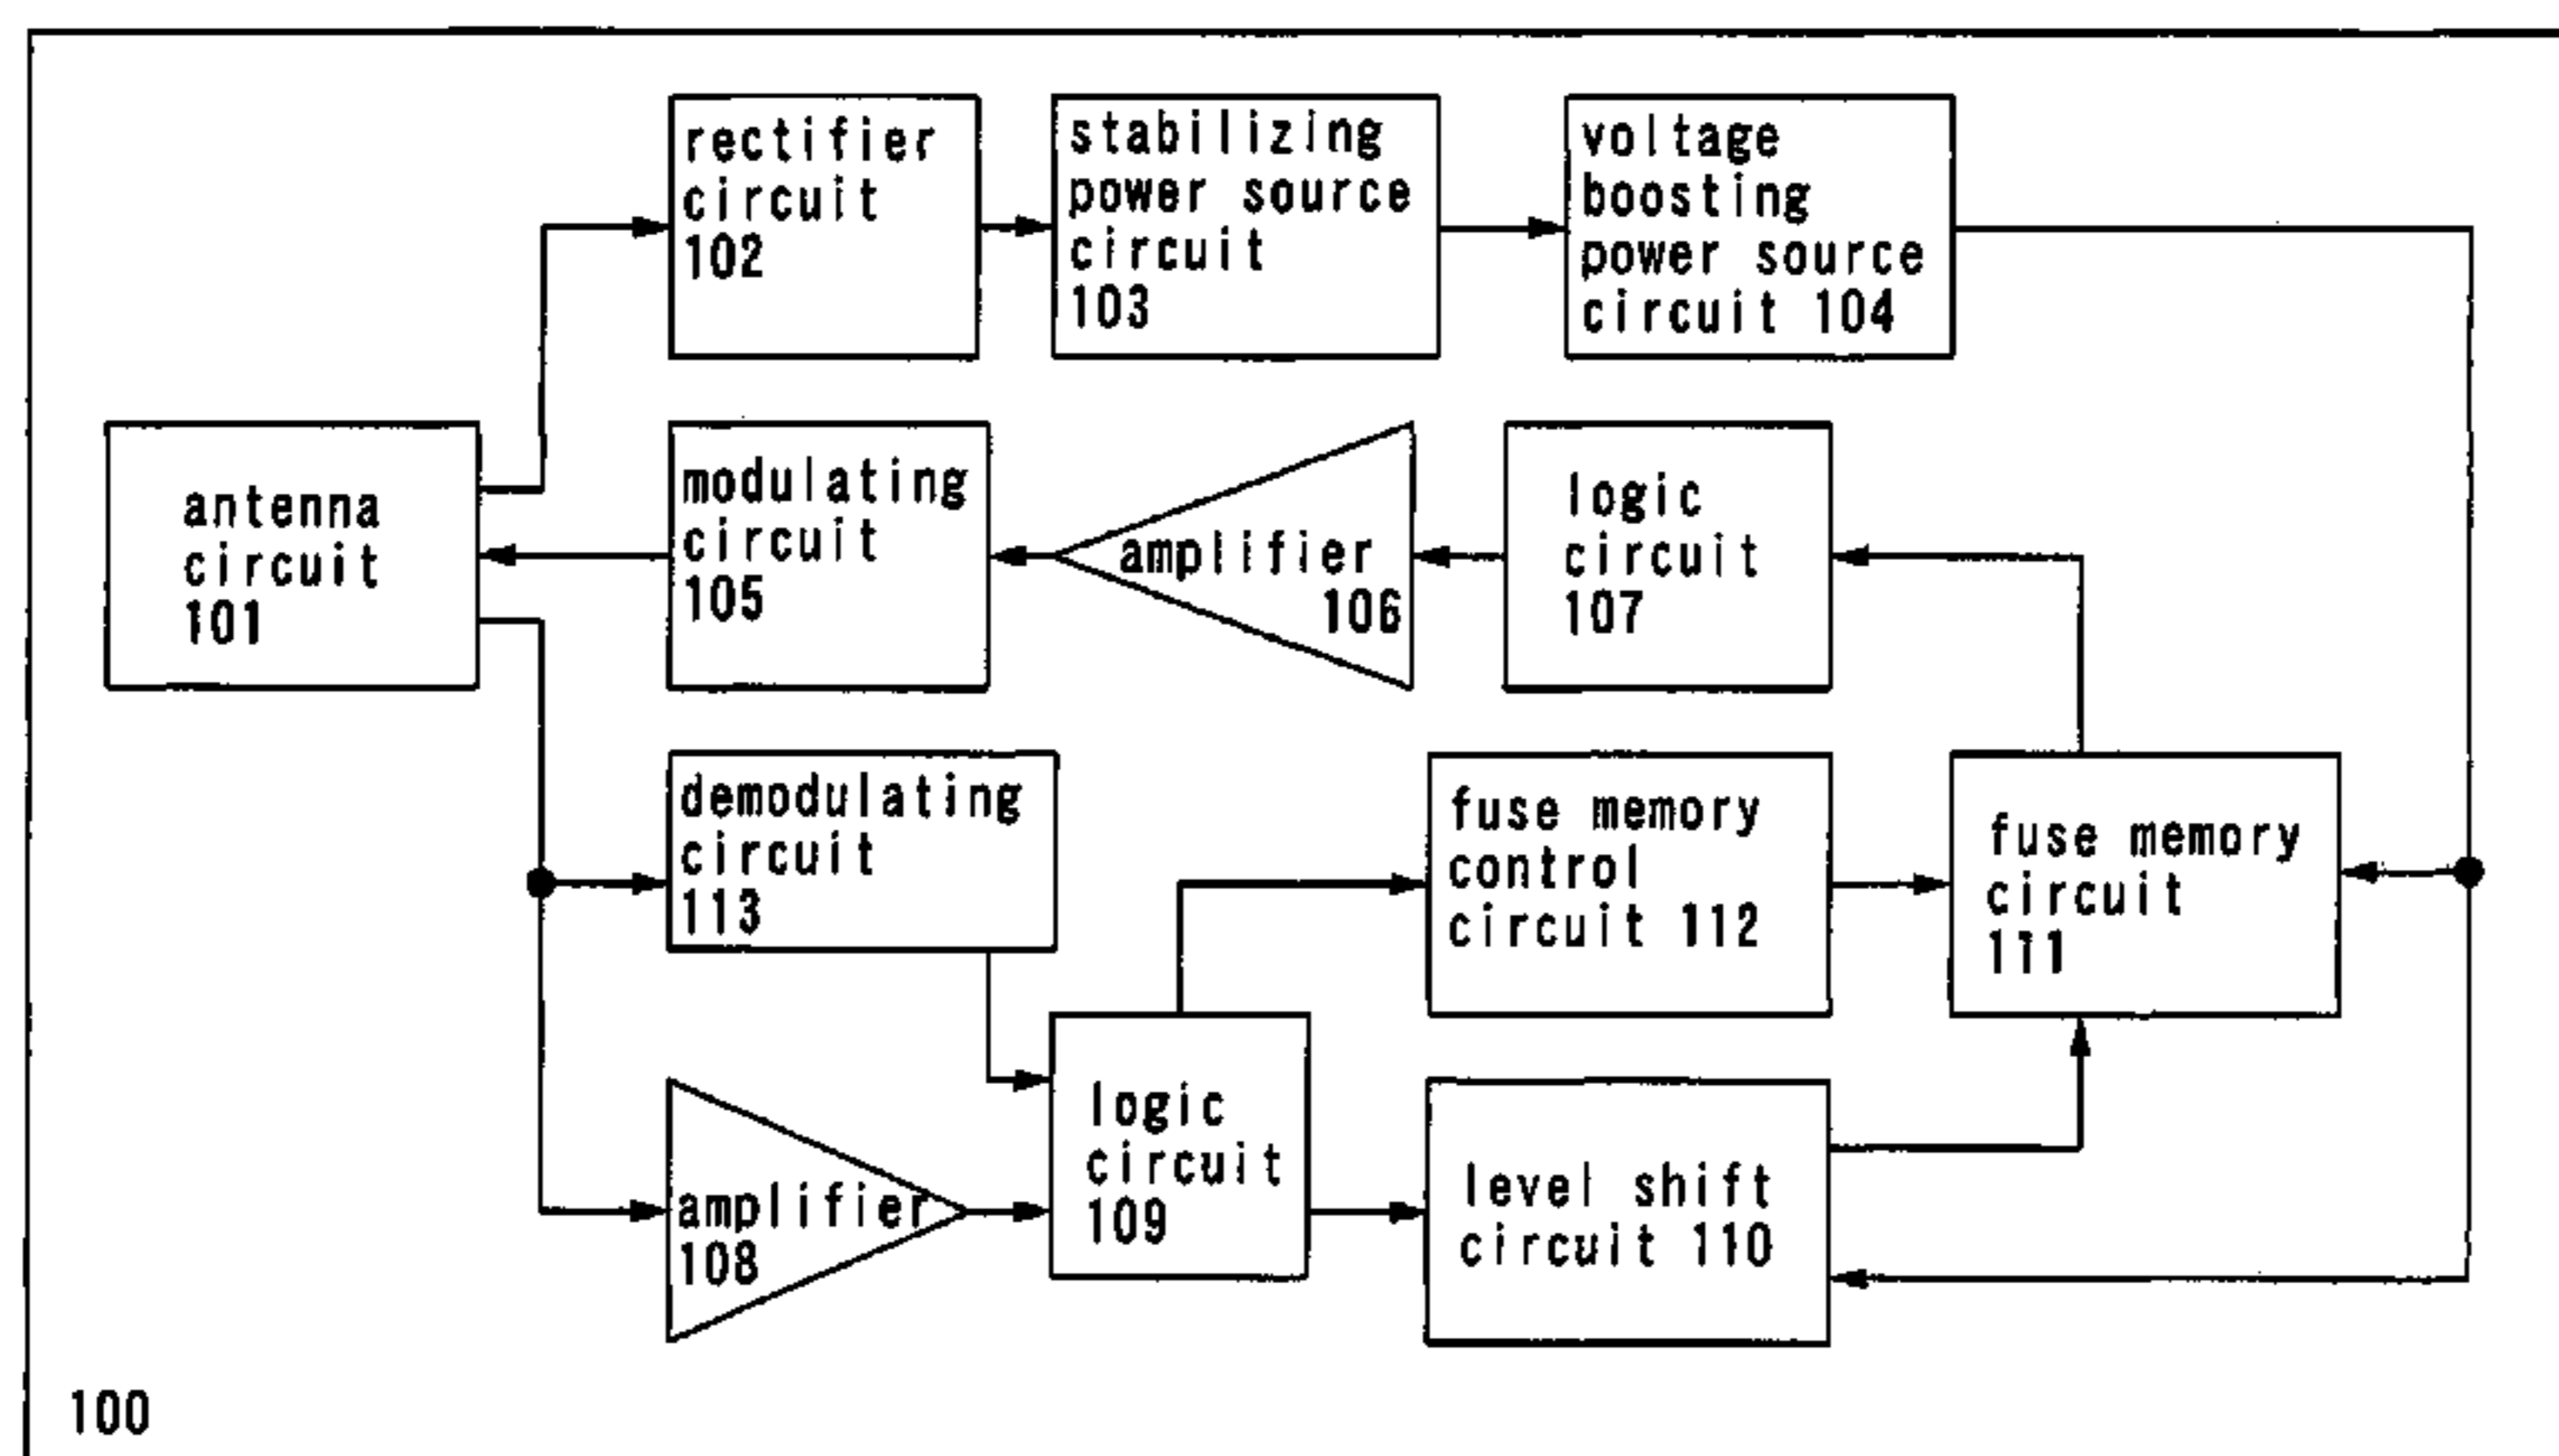 rectifier
circuit
102
stabilizing
power source
circuit
103
voltage
boosting
power source
circuit 104
antenna
circuit
101
modulating
circuit
105
amplifier
106
logic
circuit
107
demodulating
circuit
113
fuse memory
control
circuit 112
fuse memory
circuit
111
amplifier
108
logic
circuit
109
level shift
circuit 110
100